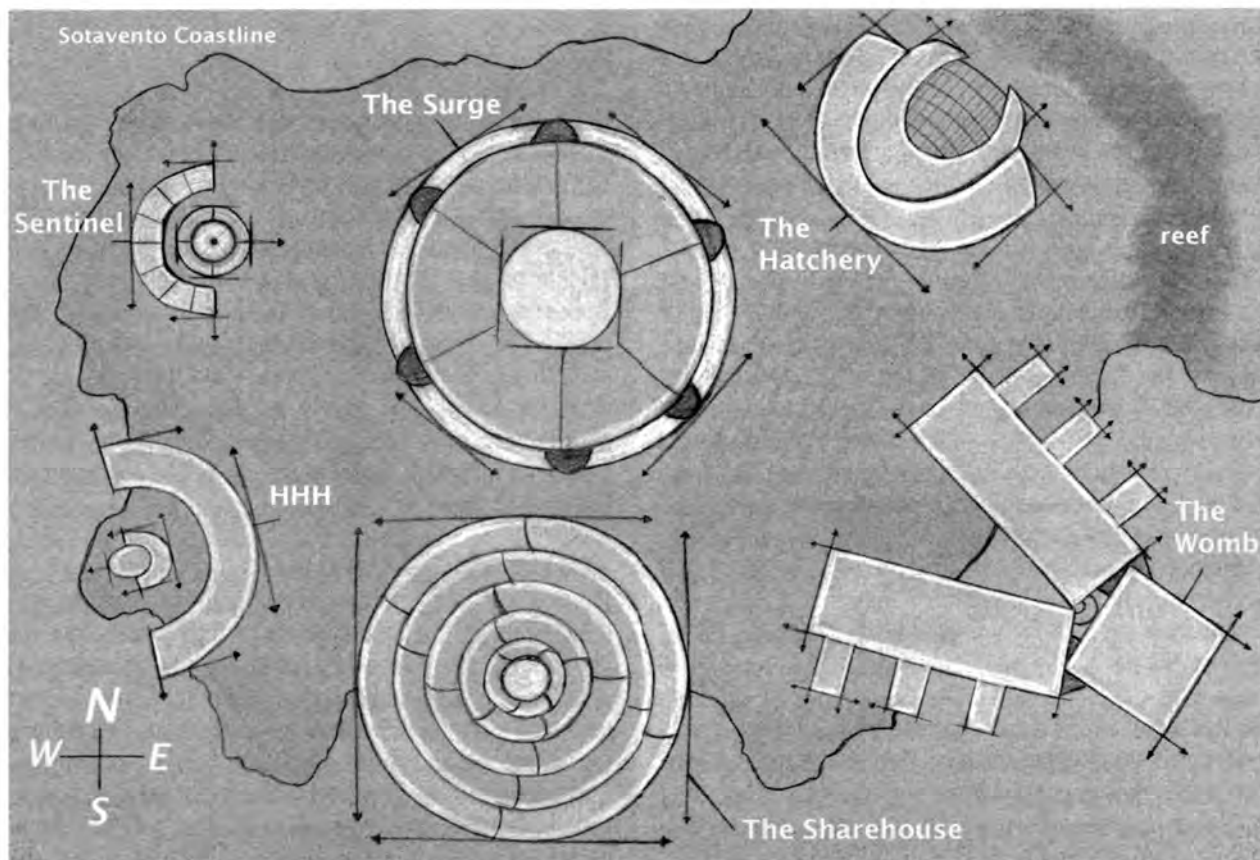 Sotavento Coastline
The Surge
The
Sentinel
The
Hatchery
reef
HHH
The
Womb
N
W E
S
The Sharehouse